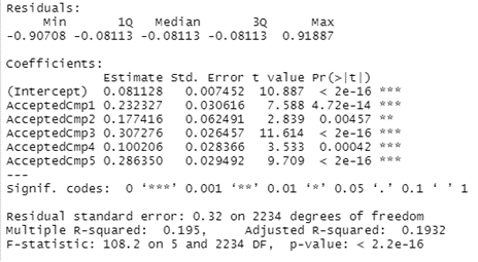 Residuals:
Min 1Q Median 3Q Max
-0.90708 -0.08113 -0.08113 -0.08113 0.91887
Coefficients:
Estimate Std. Error t value Pr(>|t|)
(Intercept) 0.081128 0.007452 10.887 < 2e-16 ***
AcceptedCmp1 0.232327 0.030616 7.588 4.72e-14 ***
AcceptedCmp2 0.177416 0.062491 2.839 0.00457 **
AcceptedCmp3 0.307276 0.026457 11.614 < 2e-16 ***
AcceptedCmp4 0.100206 0.028366 3.533 0.00042 ***
AcceptedCmp5 0.286350 0.029492 9.709 < 2e-16 ***
---
Signif. codes: 0 ‘***’ 0.001 ‘**’ 0.01 ‘*’ 0.05 ‘.’ 0.1 ‘ ’ 1
Residual standard error: 0.32 on 2234 degrees of freedom
Multiple R-squared: 0.195, Adjusted R-squared: 0.1932
F-statistic: 108.2 on 5 and 2234 DF, p-value: < 2.2e-16